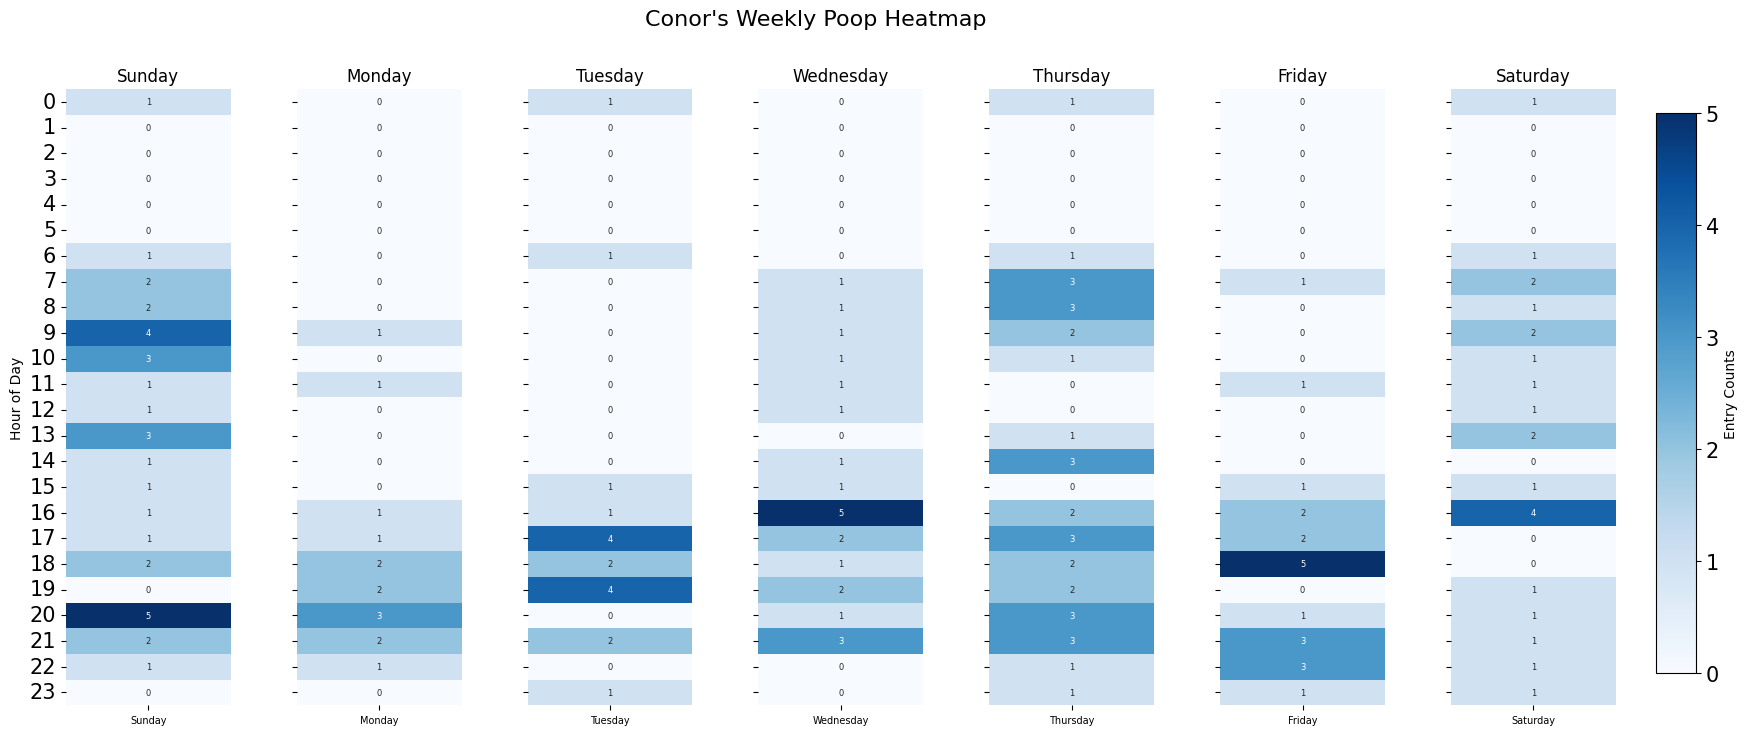 Conor's Weekly Poop Heatmap
Sunday Monday Tuesday Wednesday Thursday Friday Saturday
0 1 0 1 0 1 0 1
1 0 0 0 0 0 0 0
2 0 0 0 0 0 0 0
3 0 0 0 0 0 0 0
4 0 0 0 0 0 0 0
5 0 0 0 0 0 0 0
6 1 0 1 0 1 0 1
7 2 0 0 1 3 1 2
8 2 0 0 1 3 0 1
9 4 1 0 1 2 0 2
10 3 0 0 1 1 0 1
11 1 1 0 1 0 1 1
12 1 0 0 1 0 0 1
13 3 0 0 0 1 0 2
14 1 0 0 1 3 0 0
15 1 0 1 1 0 1 1
16 1 1 1 5 2 2 4
17 1 1 4 2 3 2 0
18 2 2 2 1 2 5 0
19 0 2 4 2 2 0 1
20 5 3 0 1 3 1 1
21 2 2 2 3 3 3 1
22 1 1 0 0 1 3 1
23 0 0 1 0 1 1 1
Sunday Monday Tuesday Wednesday Thursday Friday Saturday
Hour of Day
5
4
3
2
1
0
Entry Counts